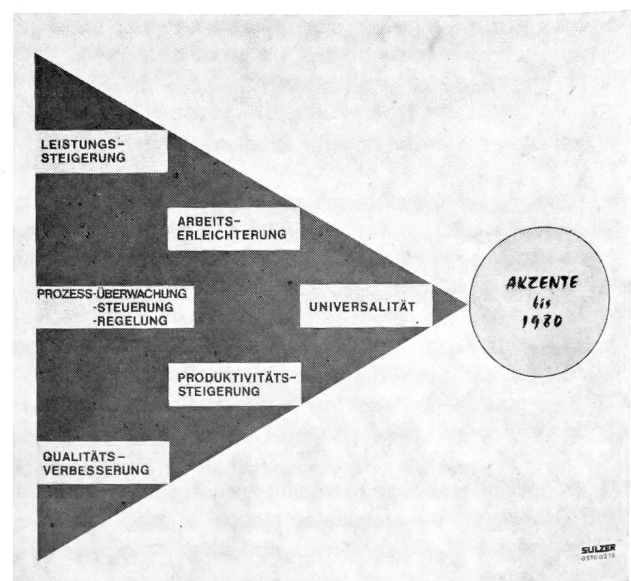 LEISTUNGS-
STEIGERUNG
ARBEITS-
ERLEICHTERUNG
PROZESS-ÜBERWACHUNG
-STEUERUNG
-REGELUNG
UNIVERSALITÄT
AKZENTE
bis
1980
PRODUKTIVITÄTS-
STEIGERUNG
QUALITÄTS-
VERBESSERUNG
SULZER